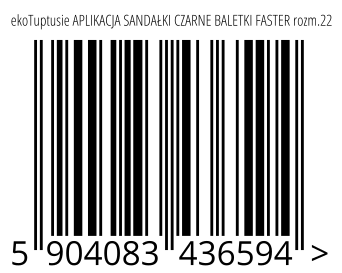 ekoTuptusie APLIKACJA SANDAŁKI CZARNE BALETKI FASTER rozm.22
5 904083 436594 >